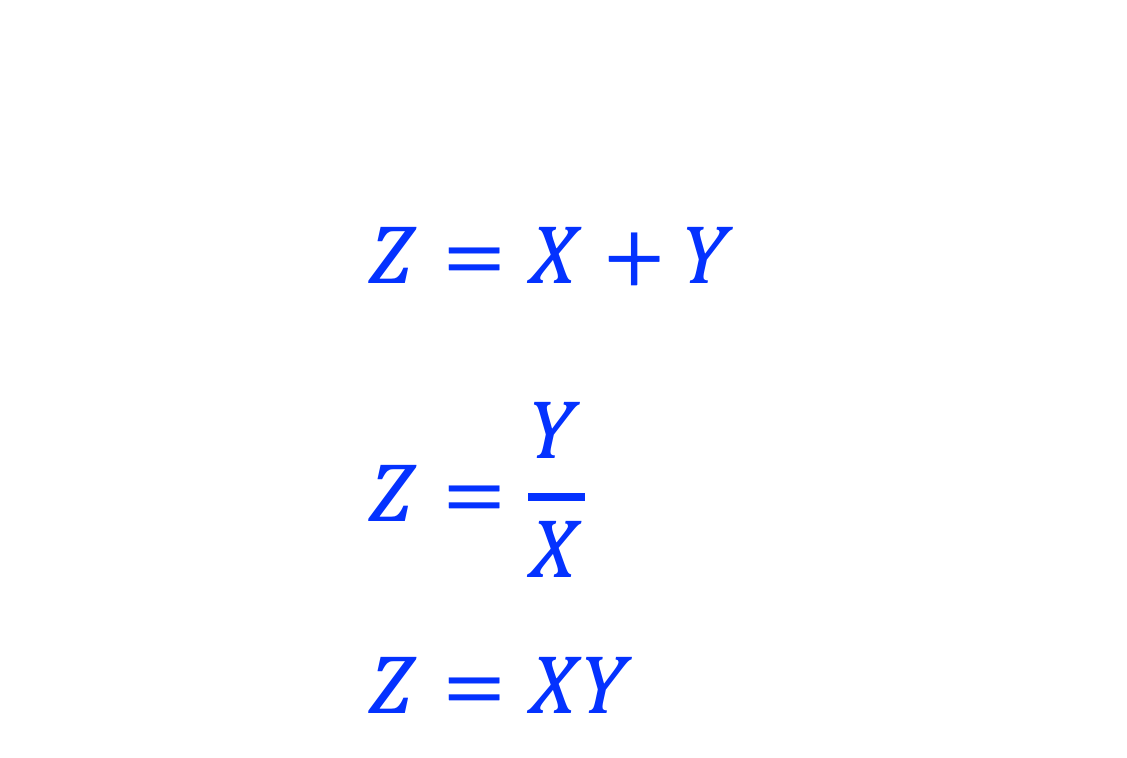 Z = X + Y
Z = Y/X
Z = XY